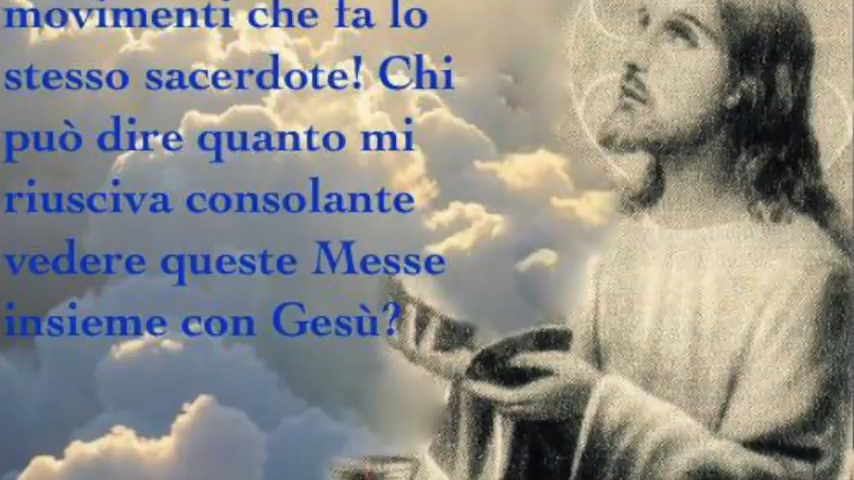 movimenti che fa lo
stesso sacerdote! Chi
può dire quanto mi
riusciva consolante
vedere queste Messe
insieme con Gesù?